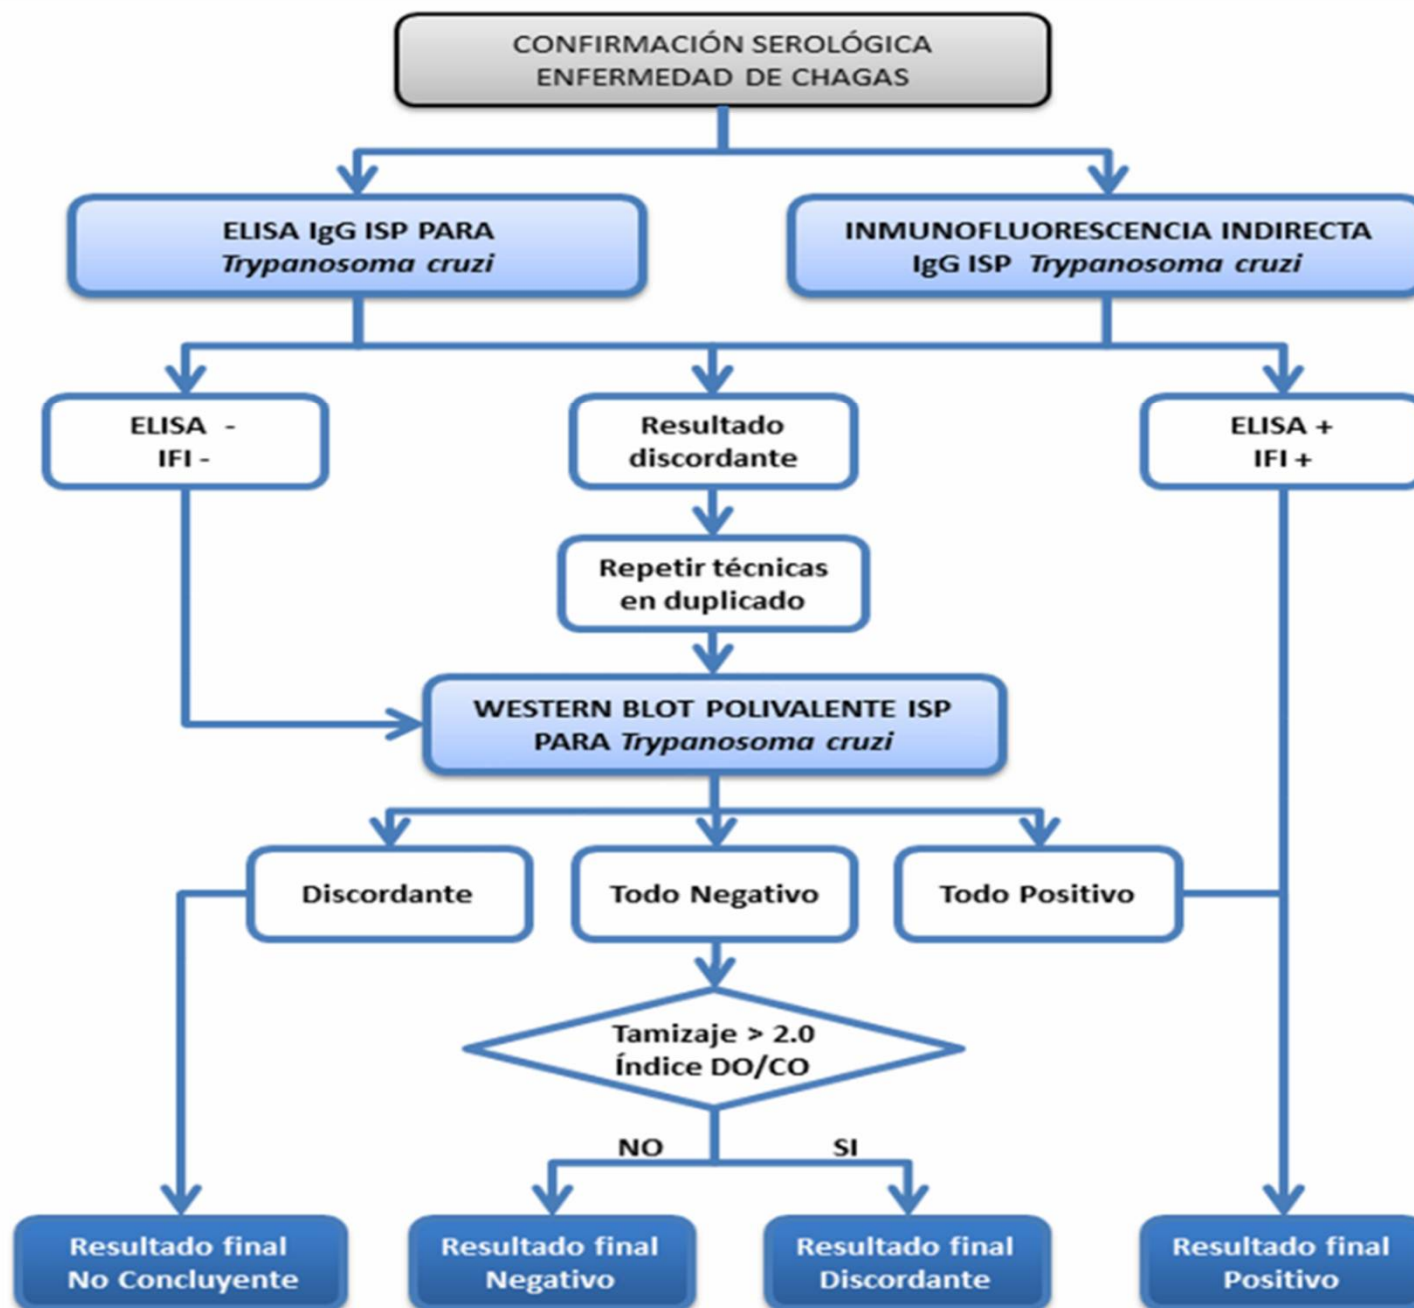 CONFIRMACIÓN SEROLÓGICA
ENFERMEDAD DE CHAGAS
ELISA IgG ISP PARA
Trypanosoma cruzi
INMUNOFLUORESCENCIA INDIRECTA
IgG ISP Trypanosoma cruzi
ELISA -
IFI -
Resultado
discordante
ELISA +
IFI +
Repetir técnicas
en duplicado
WESTERN BLOT POLIVALENTE ISP
PARA Trypanosoma cruzi
Discordante
Todo Negativo
Todo Positivo
Tamizaje > 2.0
Índice DO/CO
NO
SI
Resultado final
No Concluyente
Resultado final
Negativo
Resultado final
Discordante
Resultado final
Positivo